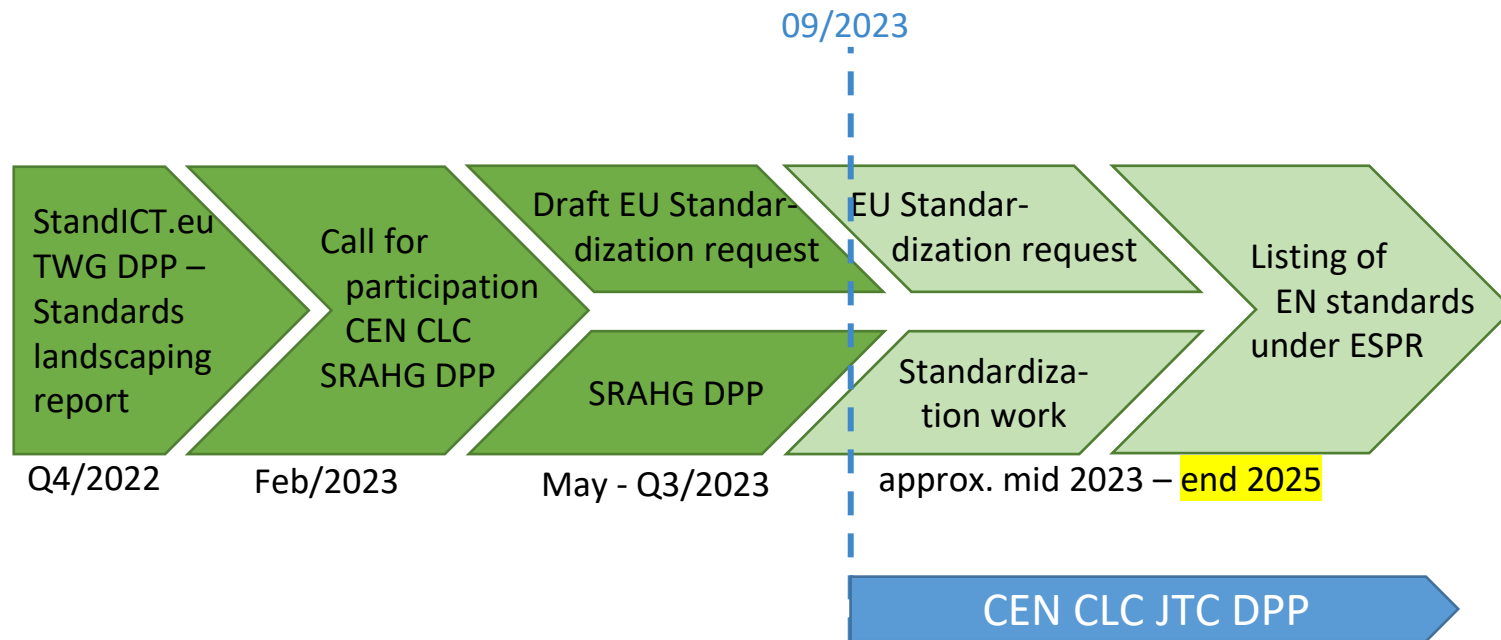 09/2023
StandICT.eu
TWG DPP –
Standards
landscaping
report
Call for
participation
CEN CLC
SRAHG DPP
Draft EU Standar-
dization request
SRAHG DPP
EU Standar-
dization request
Standardiza-
tion work
Listing of
EN standards
under ESPR
Q4/2022
Feb/2023
May - Q3/2023
approx. mid 2023 – end 2025
CEN CLC JTC DPP